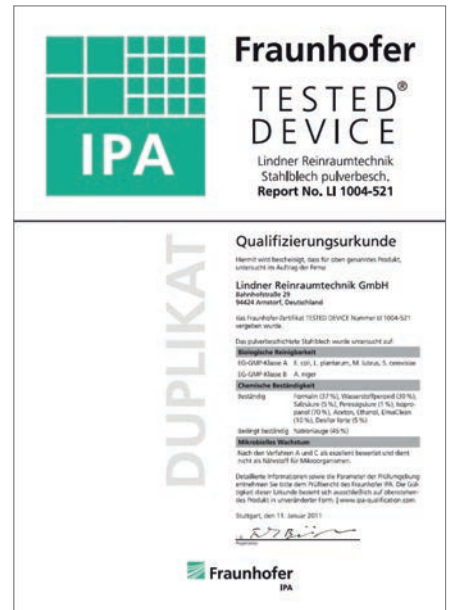 IPA
Fraunhofer
TESTED®
DEVICE
Lindner Reinraumtechnik
Stahlblech pulverbesch.
Report No. LI 1004-521
DUPLIKAT
Qualifizierungsurkunde
Hiermit wird bescheinigt, dass für oben genanntes Produkt,
untersucht im Auftrag der Firma
Lindner Reinraumtechnik GmbH
Bahnhofstraße 29
94424 Arnstorf, Deutschland
das Fraunhofer-Zertifikat TESTED DEVICE Nummer LI 1004-521
vergeben wurde.
Das pulverbeschichtete Stahlblech wurde untersucht auf:
Biologische Reinigbarkeit
EG-GMP-Klasse A E. coli, L. plantarum, M. luteus, S. cerevisiae
EG-GMP-Klasse B A. niger
Chemische Beständigkeit
Beständig Formalin (37 %), Wasserstoffperoxid (30 %),
Salzsäure (5 %), Peressigsäure (1 %), Isopro-
panol (70 %), Aceton, Ethanol,
(10 %), (5 %)
Bedingt beständig Natronlauge (45 %)
Mikrobielles Wachstum
Nach den Verfahren A und C als exzellent bewertet und dient
nicht als Nährstoff für Mikroorganismen.
Detaillierte Informationen sowie die Parameter der Prüfumgebung
entnehmen Sie bitte dem Prüfbericht des Fraunhofer IPA. Die Gül-
tigkeit dieser Urkunde bezieht sich ausschließlich auf obenstehen-
des Produkt in unveränderter Form. | www.ipa-qualification.com
Stuttgart, den 11. Januar 2011
Fraunhofer
IPA